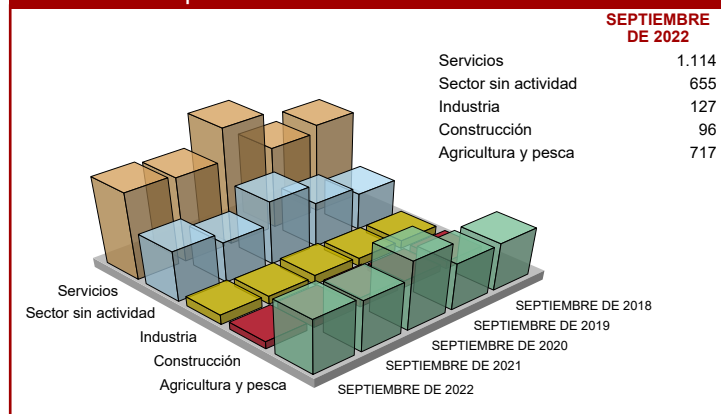 SEPTIEMBRE
DE 2022
Servicios 1.114
Sector sin actividad 655
Industria 127
Construcción 96
Agricultura y pesca 717
Servicios
Sector sin actividad
Industria
Construcción
Agricultura y pesca
SEPTIEMBRE DE 2018
SEPTIEMBRE DE 2019
SEPTIEMBRE DE 2020
SEPTIEMBRE DE 2021
SEPTIEMBRE DE 2022